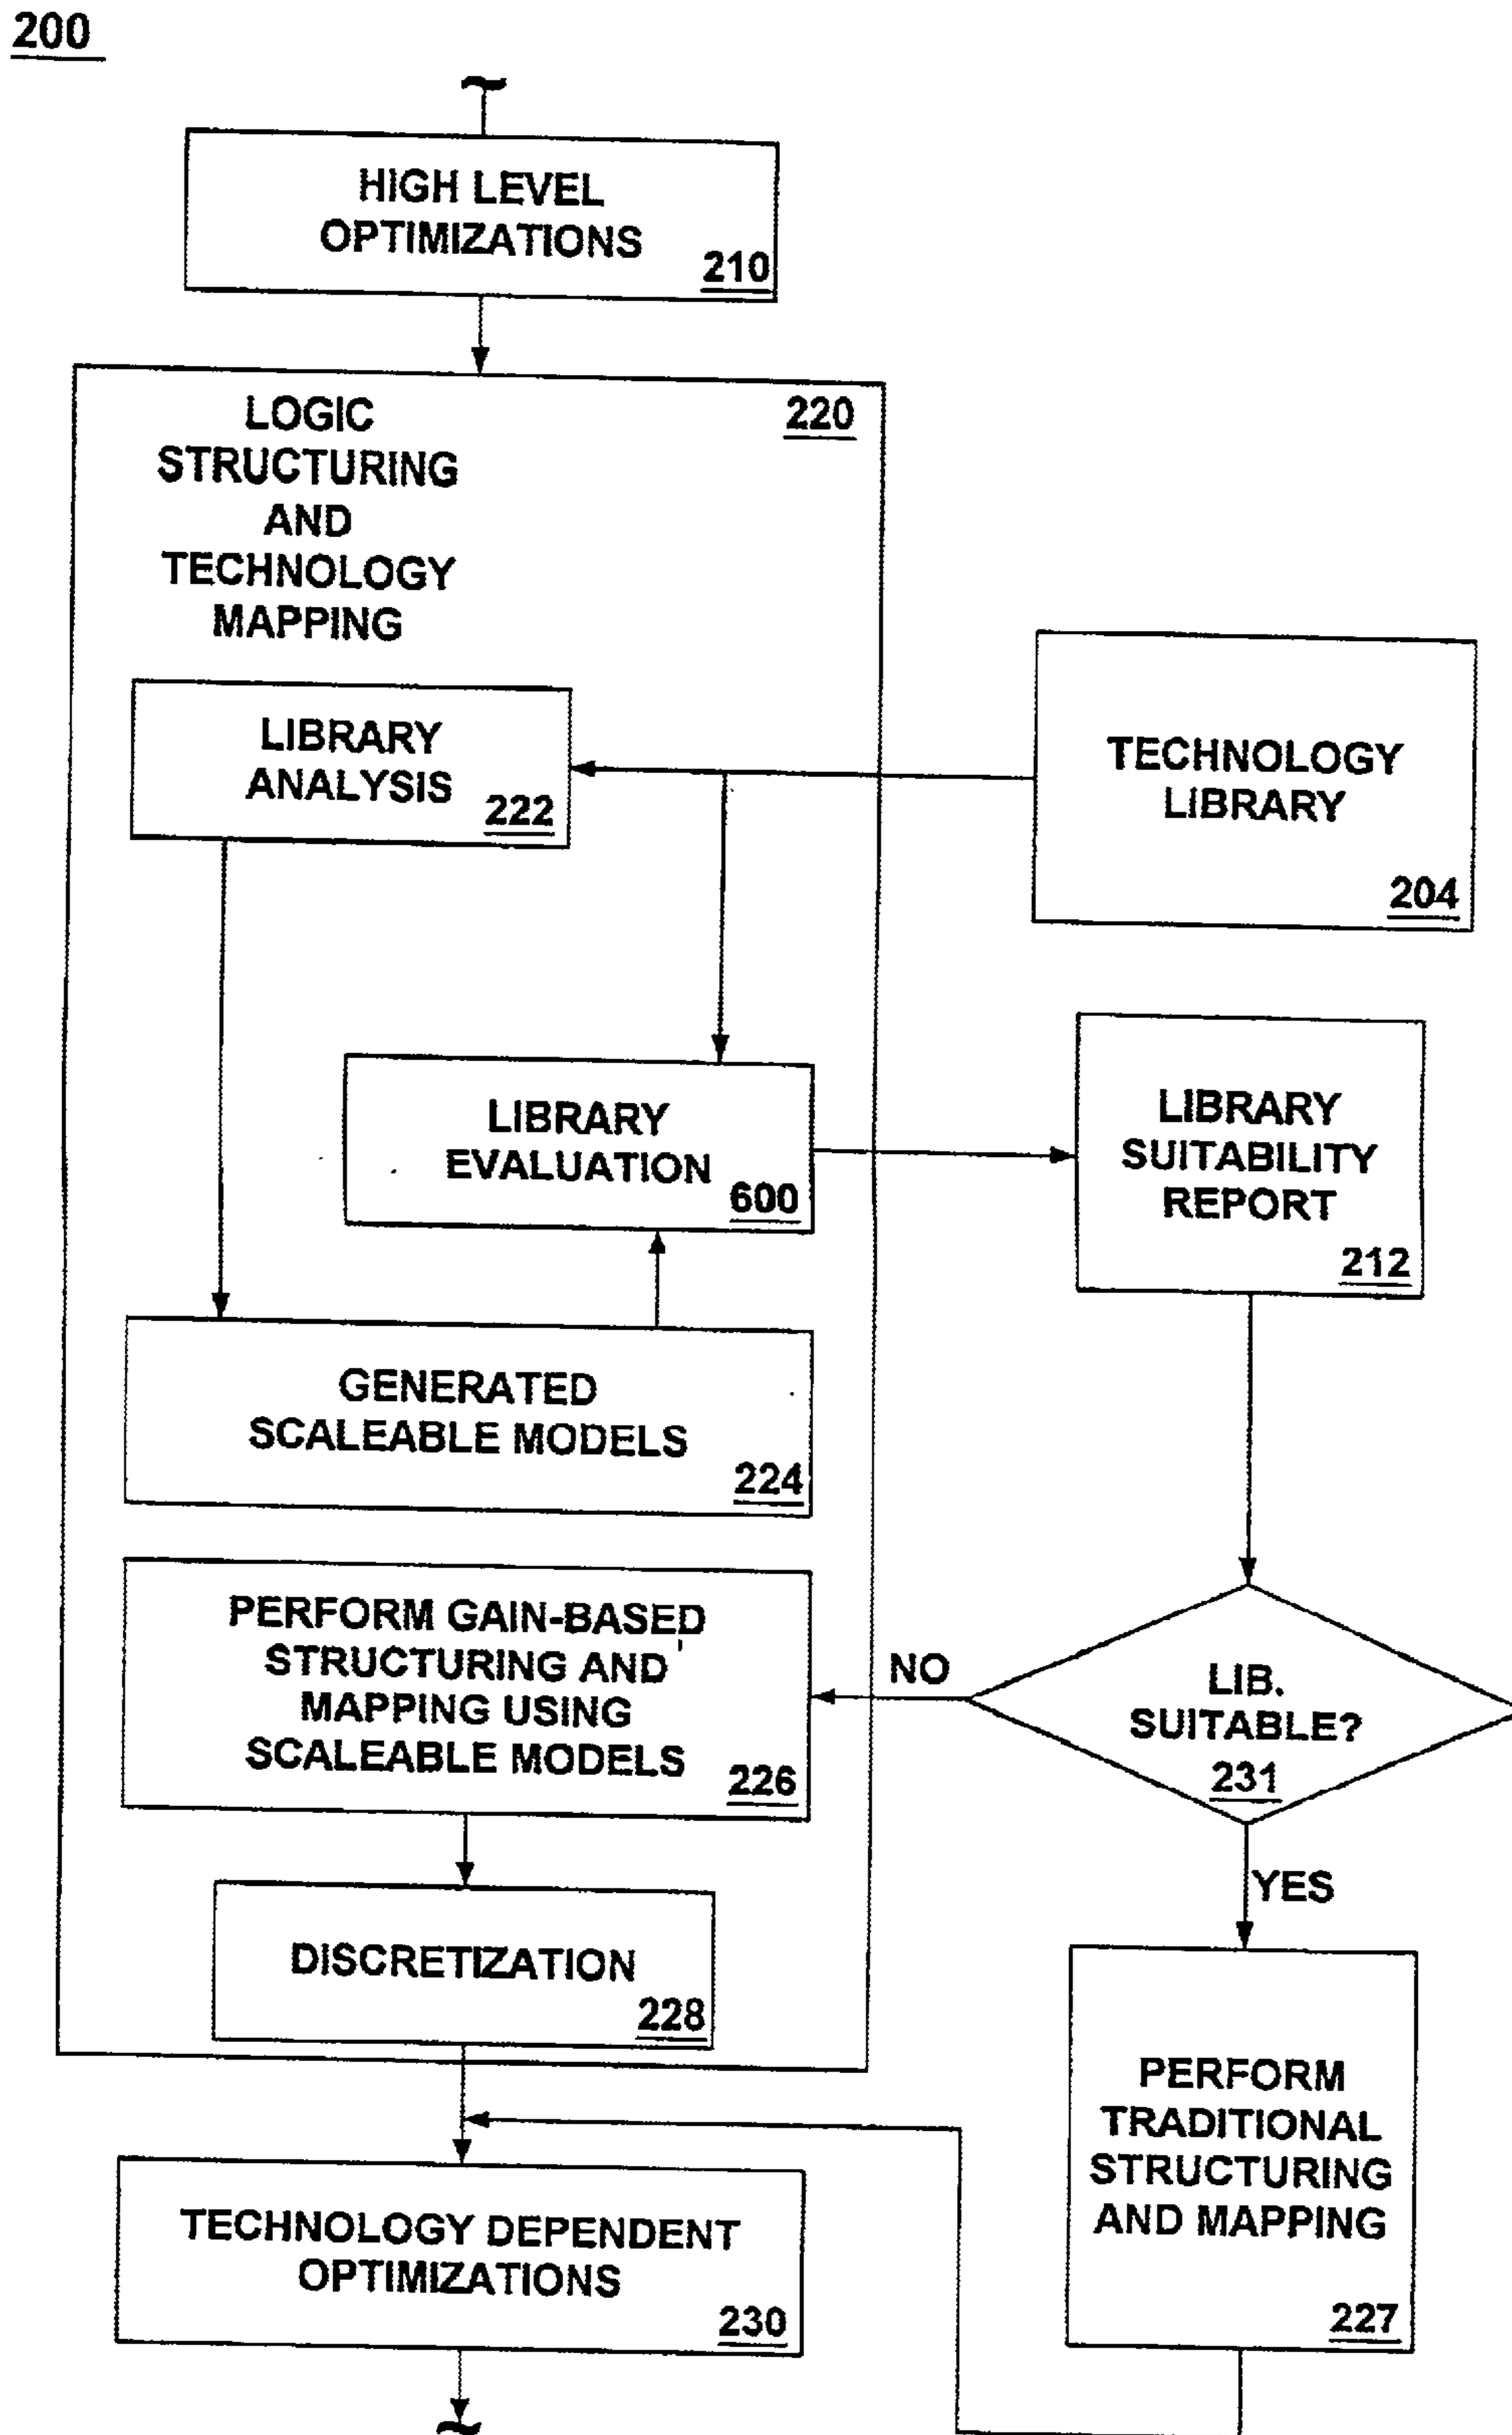 200
HIGH LEVEL
OPTIMIZATIONS
210
LOGIC
STRUCTURING
AND
TECHNOLOGY
MAPPING
220
LIBRARY
ANALYSIS
222
TECHNOLOGY
LIBRARY
204
LIBRARY
EVALUATION
600
LIBRARY
SUITABILITY
REPORT
212
GENERATED
SCALEABLE MODELS
224
PERFORM GAIN-BASED
STRUCTURING AND
MAPPING USING
SCALEABLE MODELS
226
NO
LIB.
SUITABLE?
231
YES
DISCRETIZATION
228
PERFORM
TRADITIONAL
STRUCTURING
AND MAPPING
227
TECHNOLOGY DEPENDENT
OPTIMIZATIONS
230